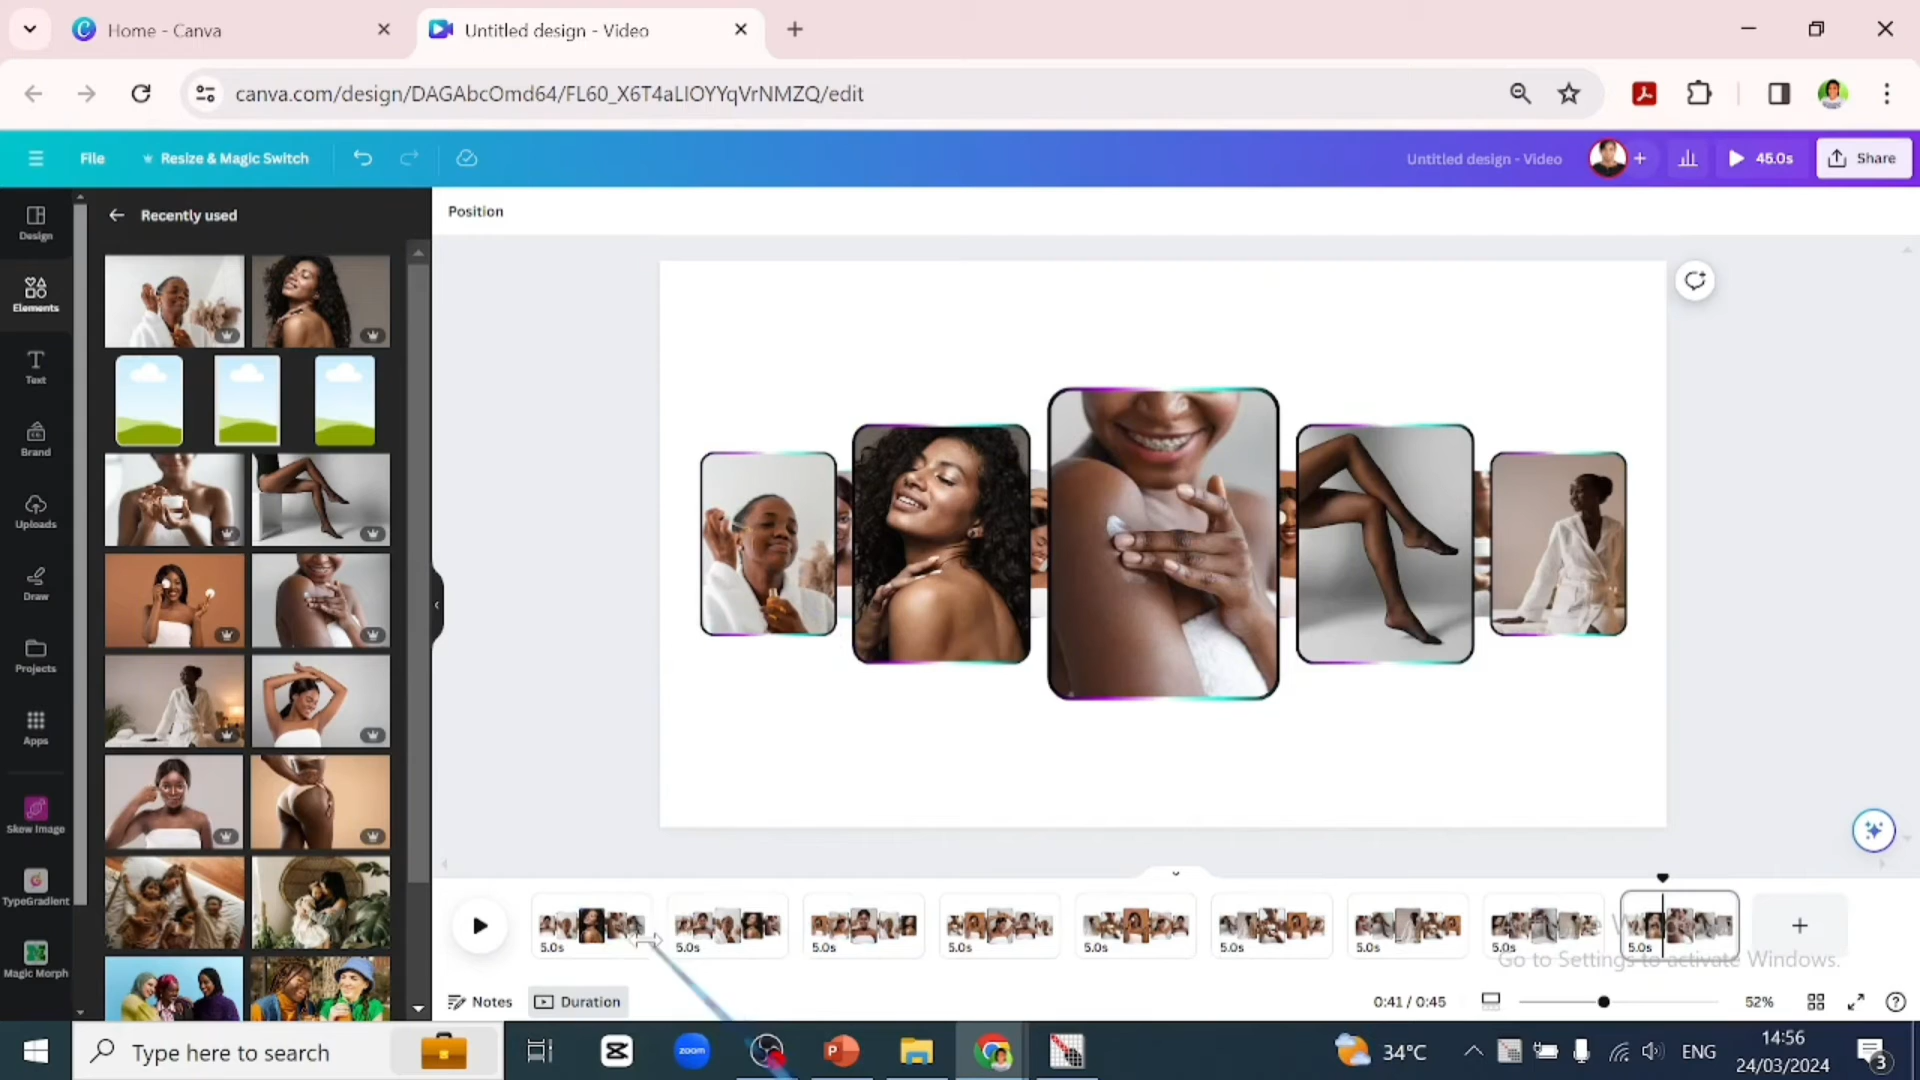 Home - Canva
Untitled design - Video
canva.com/design/DAGAbcOmd64/FL60_X6T4aLIOYYqVrNMZQ/edit
File
Resize & Magic Switch
Untitled design - Video
45.0s
Share
Design
Elements
Text
Brand
Uploads
Draw
Projects
Apps
Skew Image
TypeGradient
Magic Morph
Recently used
Position
5.0s
5.0s
5.0s
5.0s
5.0s
5.0s
5.0s
5.0s
5.0s
Go to Settings to activate Windows.
Notes
Duration
0:41 / 0:45
52%
Type here to search
zoom
34°C
ENG
14:56
24/03/2024
3